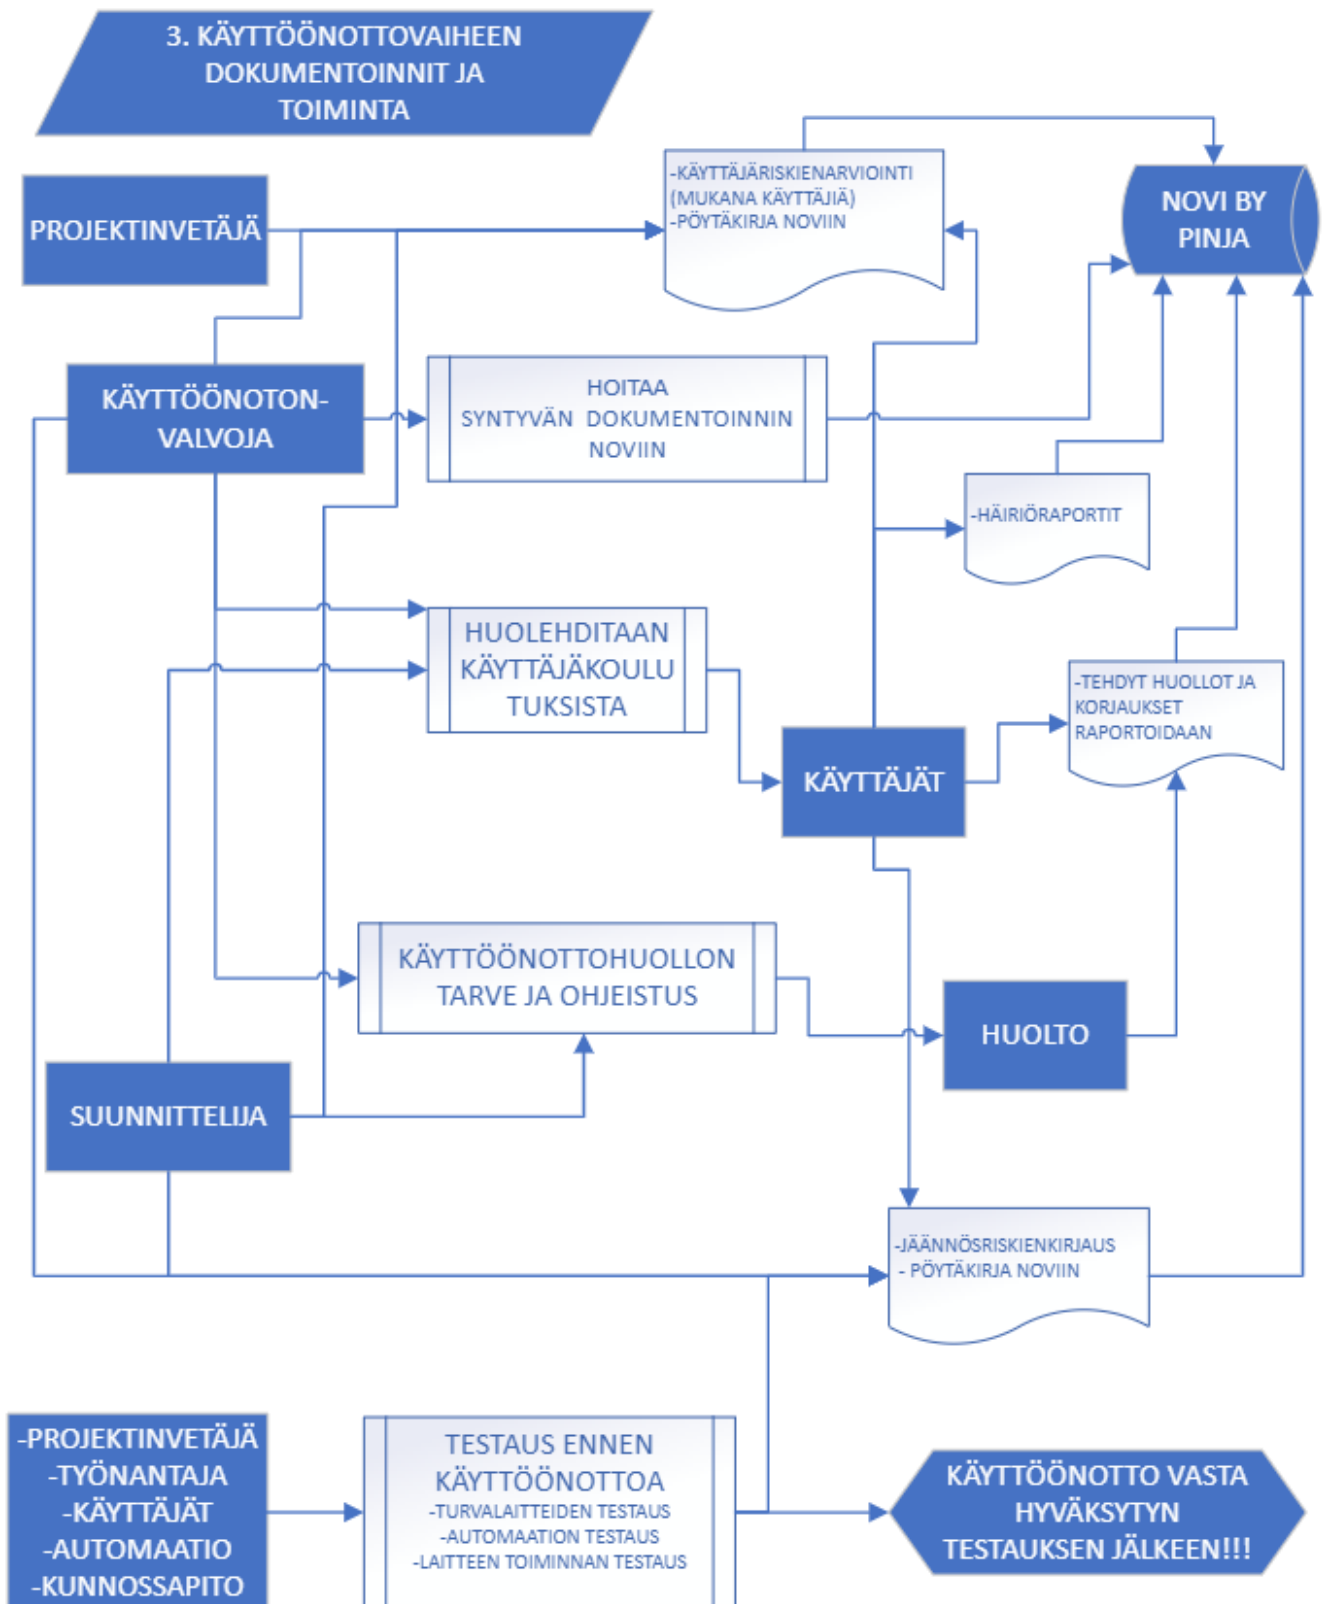 3. KÄYTTÖÖNOTTOVAIHEEN
DOKUMENTOINNIT JA
TOIMINTA
-KÄYTTÄJÄRISKIENARVIOINTI
(MUKANA KÄYTTÄJIÄ)
-PÖYTÄKIRJA NOVIIN
NOVI BY
PINJA
PROJEKTINVETÄJÄ
KÄYTTÖÖNOTON-
VALVOJA
HOITAA
SYNTYVÄN DOKUMENTOINNIN
NOVIIN
-HÄIRIÖRAPORTIT
HUOLEHDITAAN
KÄYTTÄJÄKOULU
TUKSISTA
-TEHDYT HUOLLOT JA
KORJAUKSET
RAPORTOIDAAN
KÄYTTÄJÄT
KÄYTTÖÖNOTTOHUOLLON
TARVE JA OHJEISTUS
HUOLTO
SUUNNITTELIJA
-JÄÄNNÖSRISKIENKIRJAUS
- PÖYTÄKIRJA NOVIIN
-PROJEKTINVETÄJÄ
-TYÖNANTAJA
-KÄYTTÄJÄT
-AUTOMAATIO
-KUNNOSSAPITO
TESTAUS ENNEN
KÄYTTÖÖNOTTOA
-TURVALAITTEIDEN TESTAUS
-AUTOMAATION TESTAUS
-LAITTEEN TOIMINNAN TESTAUS
KÄYTTÖÖNOTTO VASTA
HYVÄKSYTYN
TESTAUKSEN JÄLKEEN!!!